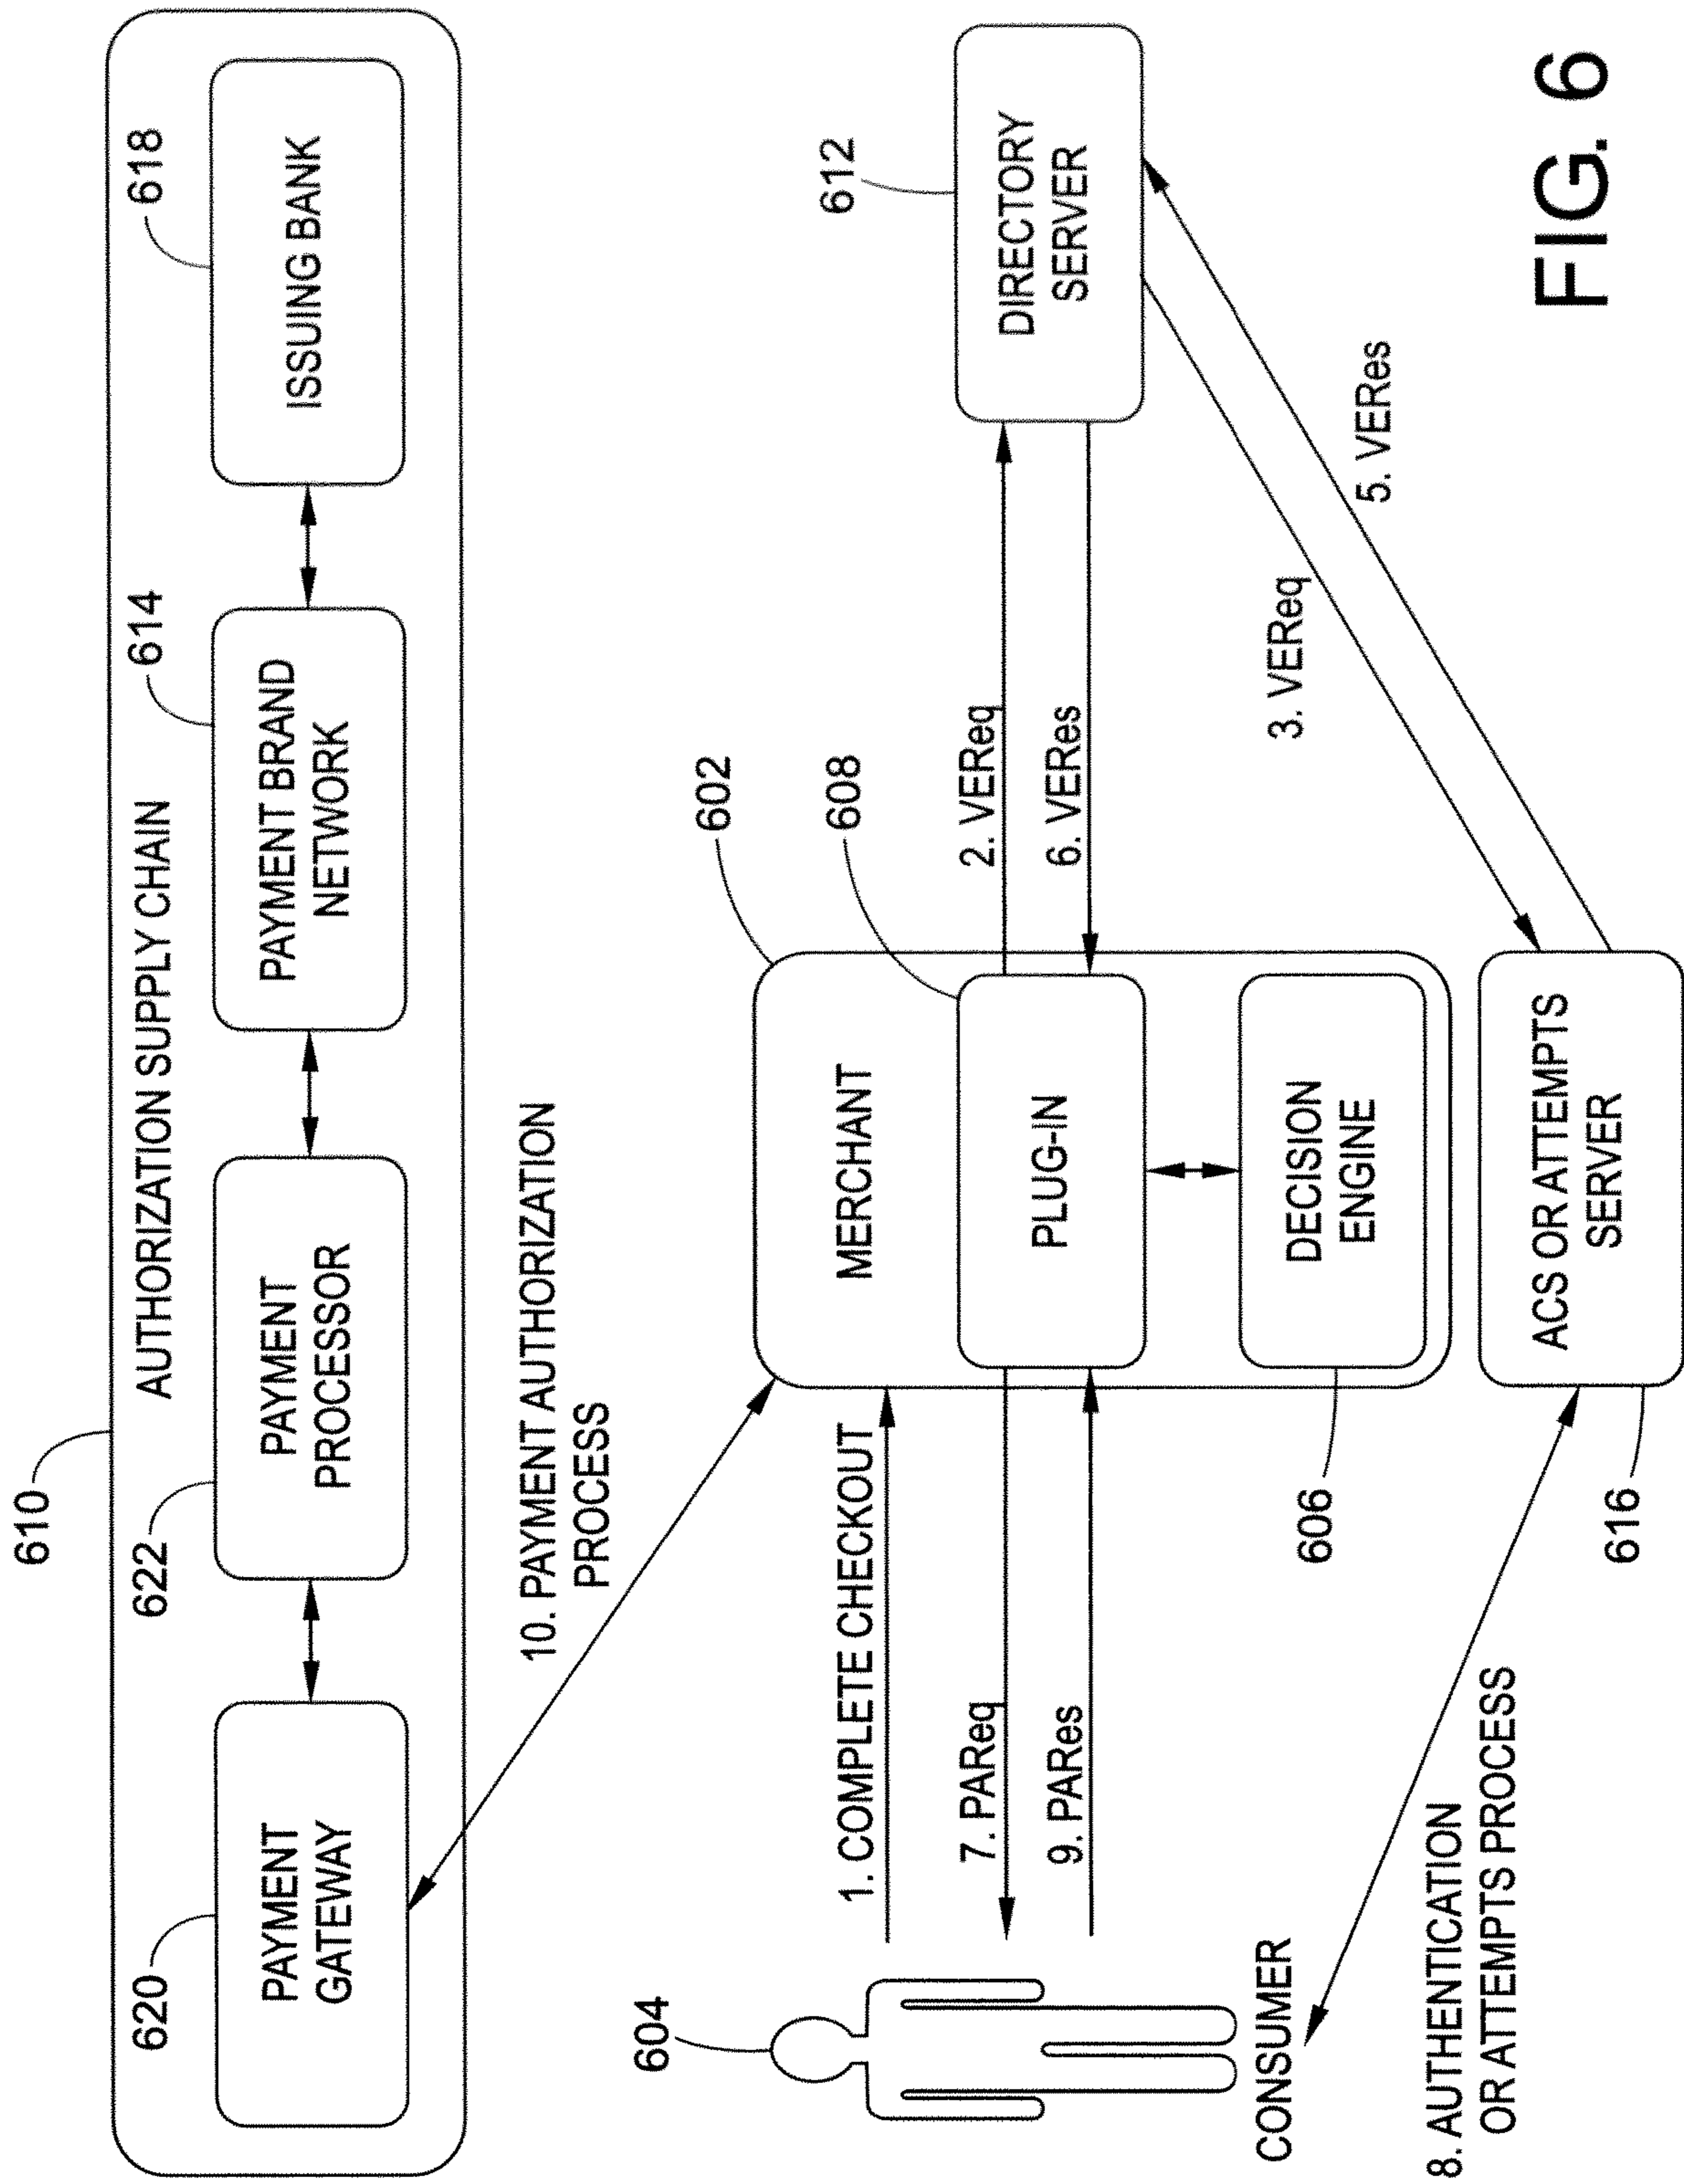 610
AUTHORIZATION SUPPLY CHAIN
620
622
614
618
PAYMENT
GATEWAY
PAYMENT
PROCESSOR
PAYMENT BRAND
NETWORK
ISSUING BANK
10. PAYMENT AUTHORIZATION
PROCESS
604
602
608
612
1. COMPLETE CHECKOUT
MERCHANT
7. PAReq
9. PARes
PLUG-IN
2. VEReq
6. VERes
DIRECTORY
SERVER
CONSUMER
606
DECISION
ENGINE
3. VEReq
5. VERes
8. AUTHENTICATION
OR ATTEMPTS PROCESS
616
ACS OR ATTEMPTS
SERVER
FIG. 6